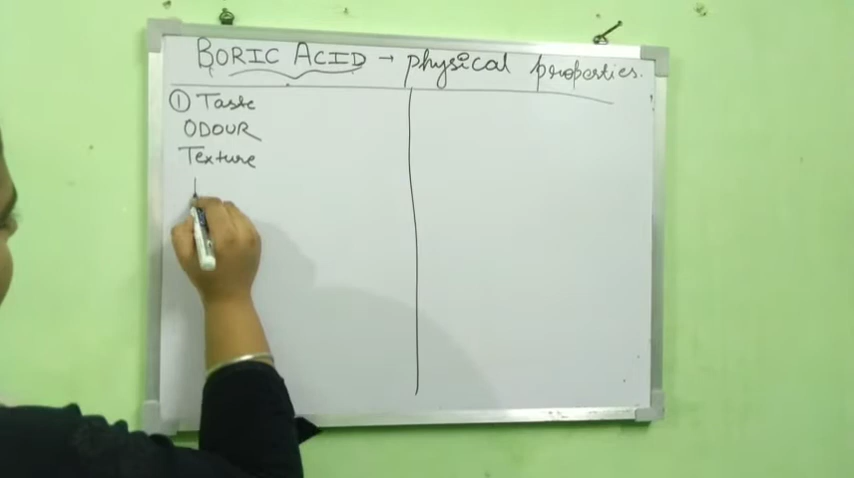 BORIC ACID → physical properties.
① Taste
ODOUR
Texture